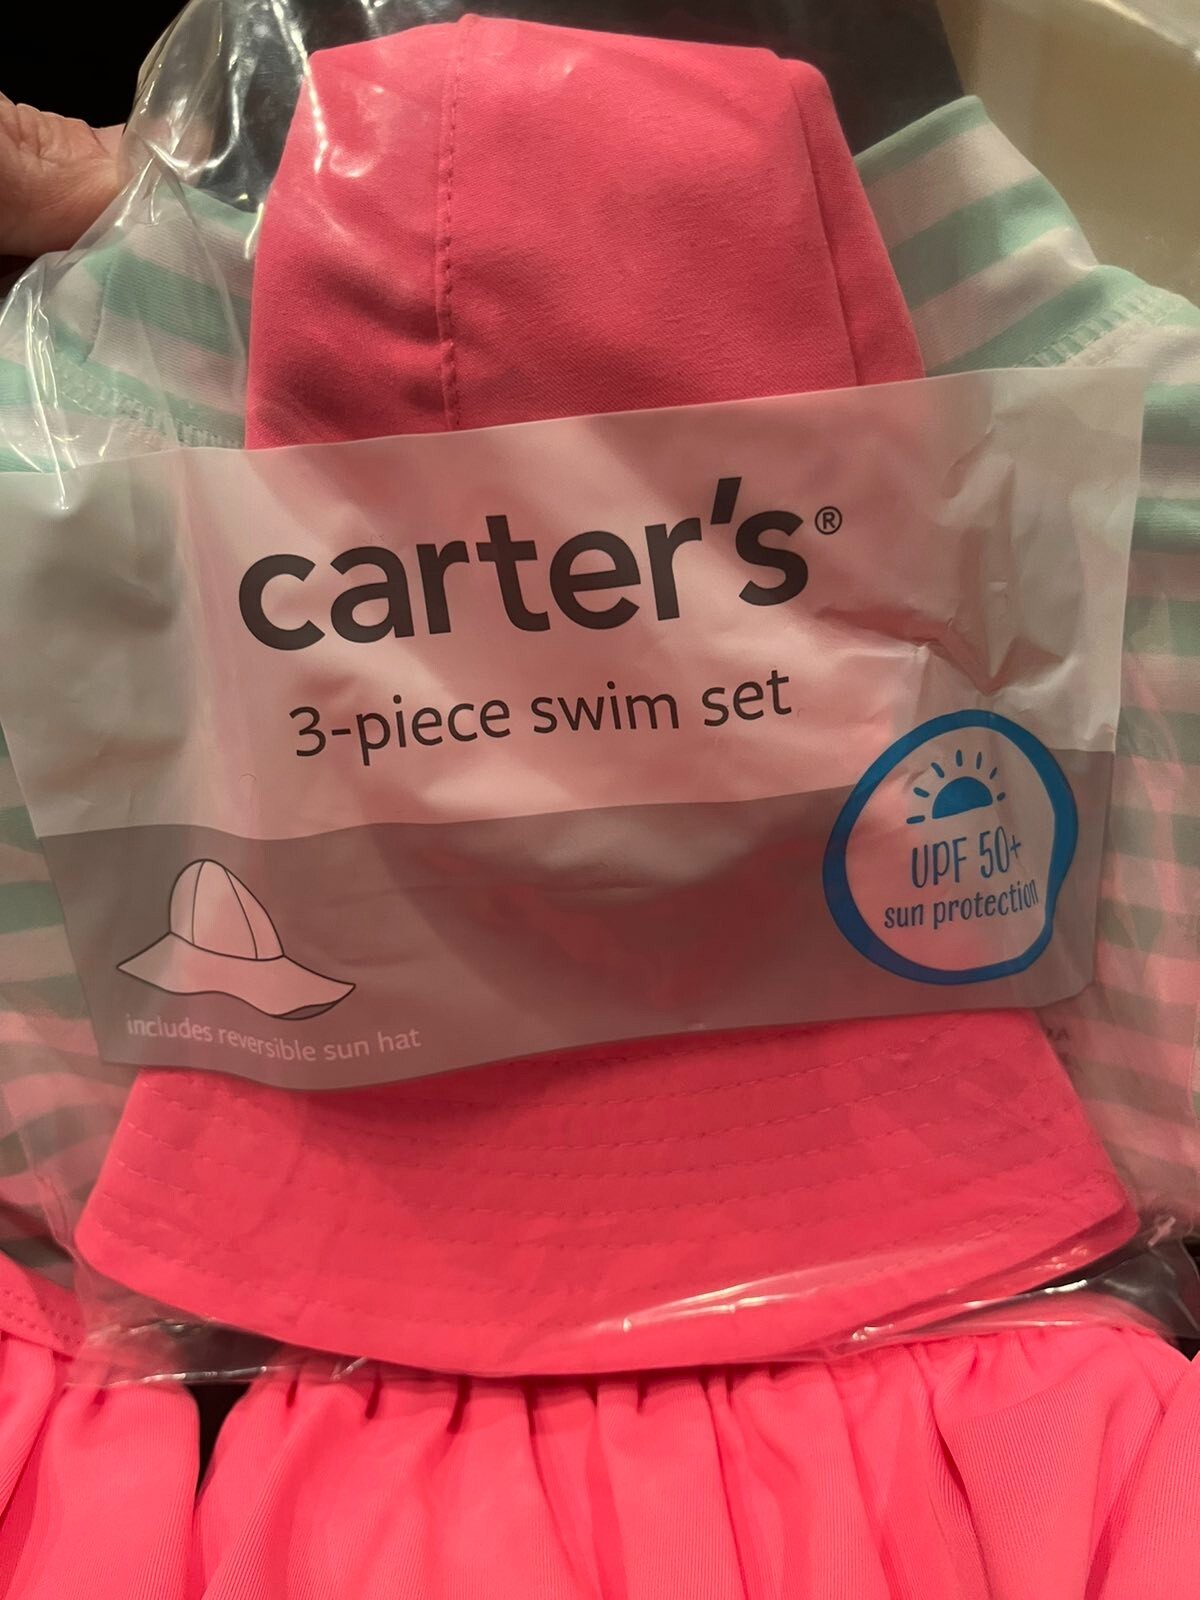 carter's®
3-piece swim set
UPF 50+
sun protection
includes reversible sun hat